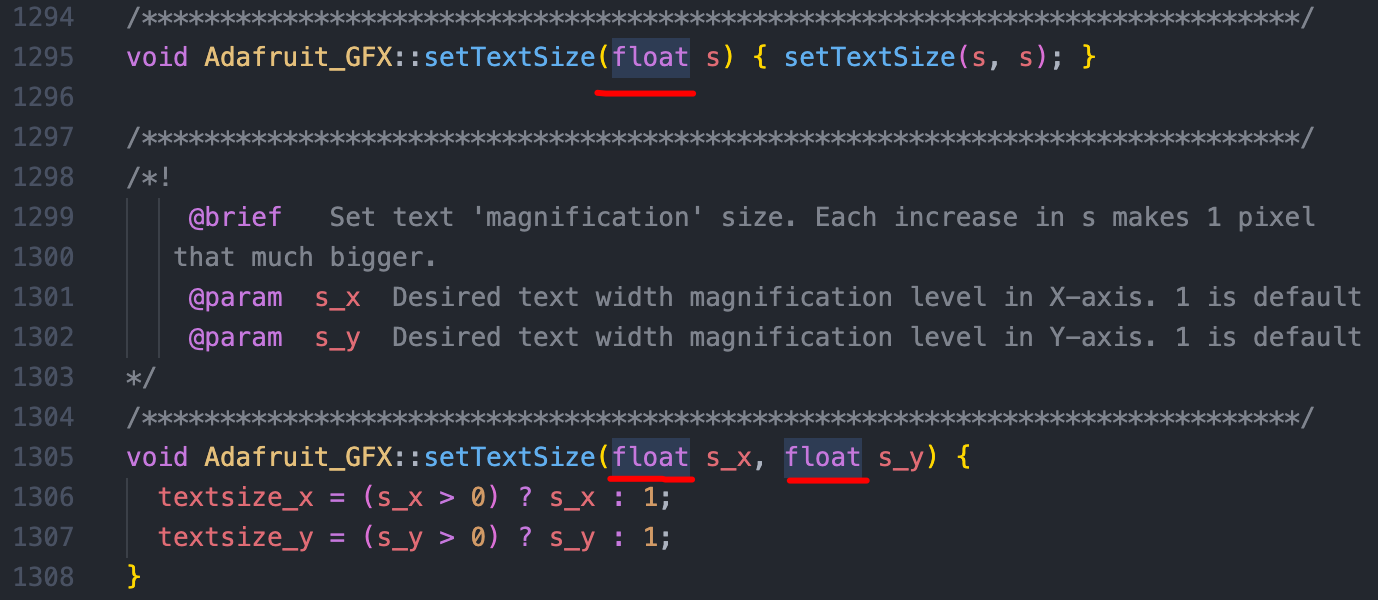 1294 /**************************************************************************/
1295 void Adafruit_GFX::setTextSize(float s) { setTextSize(s, s); }
1296
1297 /**************************************************************************/
1298 /*!
1299 @brief Set text 'magnification' size. Each increase in s makes 1 pixel
1300 that much bigger.
1301 @param s_x Desired text width magnification level in X-axis. 1 is default
1302 @param s_y Desired text width magnification level in Y-axis. 1 is default
1303 */
1304 /**************************************************************************/
1305 void Adafruit_GFX::setTextSize(float s_x, float s_y) {
1306 textsize_x = (s_x > 0) ? s_x : 1;
1307 textsize_y = (s_y > 0) ? s_y : 1;
1308 }